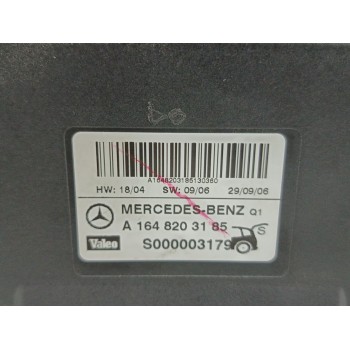 A1648203185130360
HW: 18/04 SW: 09/06 29/09/06
MERCEDES-BENZ Q1
A 164 820 31 85
S
Valeo S000003179